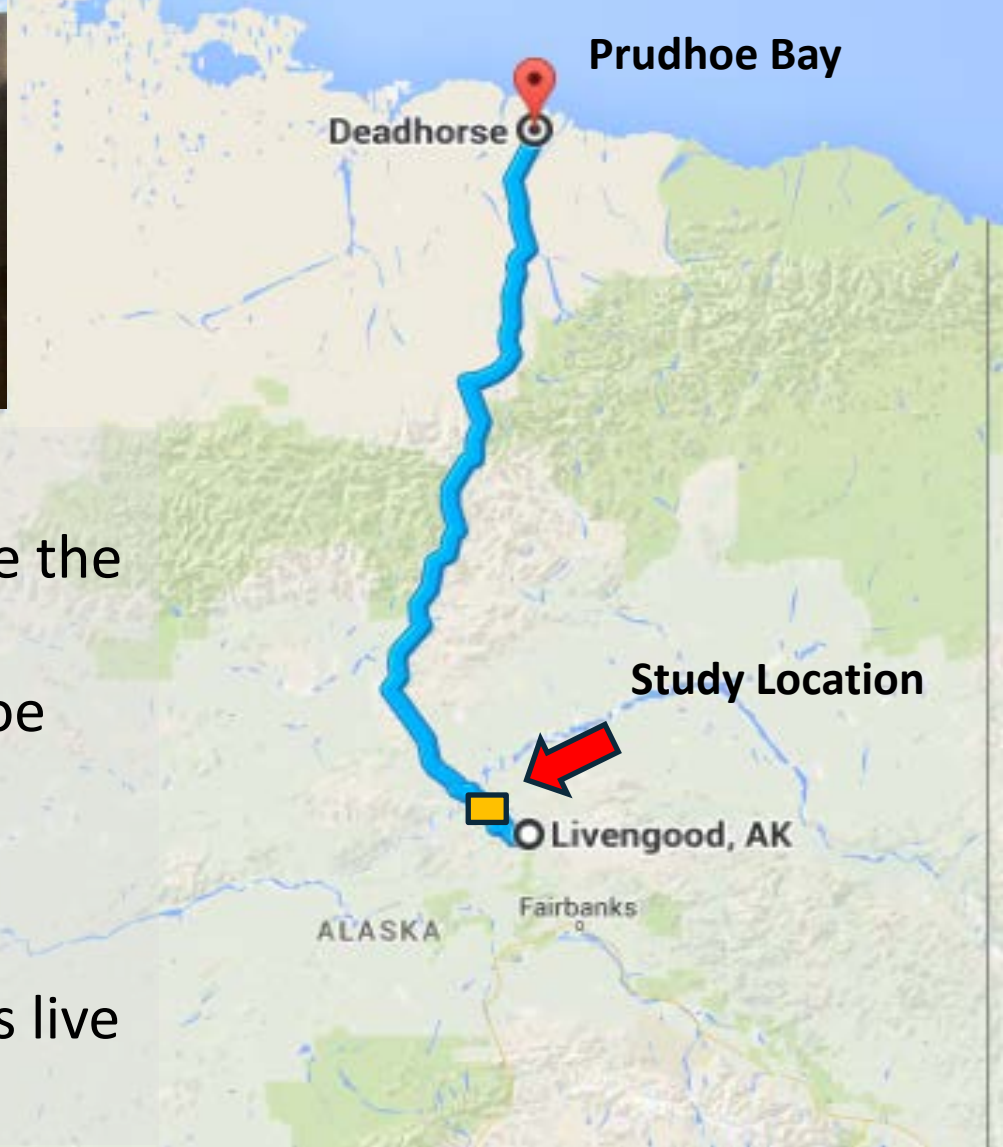 Prudhoe Bay
Deadhorse
e the
Study Location
be
Livengood, AK
Fairbanks
ALASKA
s live